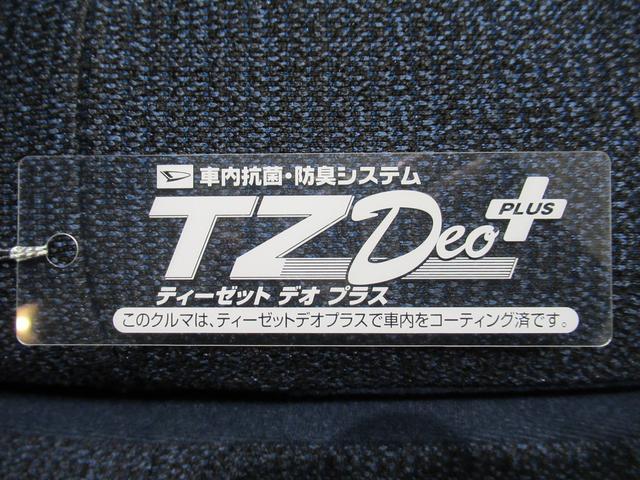 車内抗菌・防臭システム
TZ Deo PLUS
ティーゼット デオ プラス
このクルマは、ティーゼットデオプラスで車内をコーティング済です。